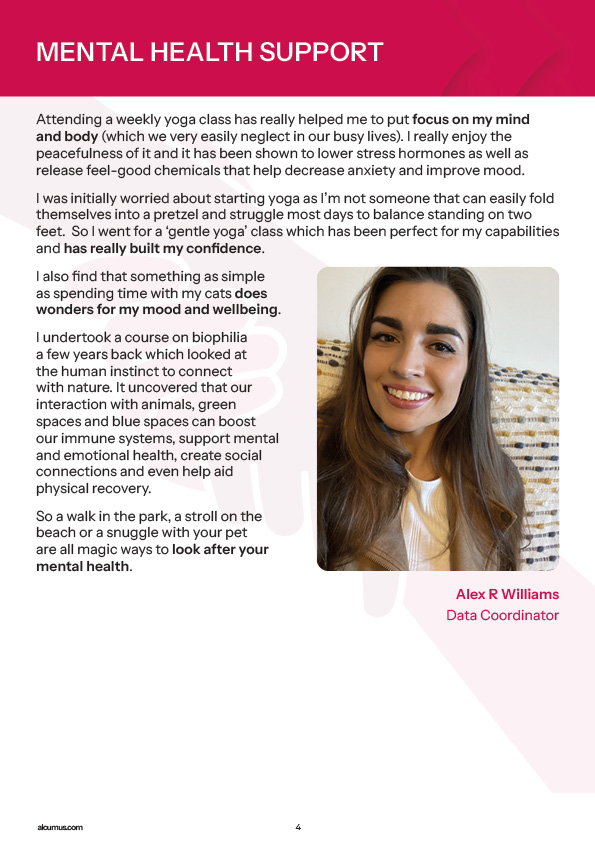 MENTAL HEALTH SUPPORT
Attending a weekly yoga class has really helped me to put focus on my mind
and body (which we very easily neglect in our busy lives). I really enjoy the
peacefulness of it and it has been shown to lower stress hormones as well as
release feel-good chemicals that help decrease anxiety and improve mood.
I was initially worried about starting yoga as I’m not someone that can easily fold
themselves into a pretzel and struggle most days to balance standing on two
feet.  So I went for a ‘gentle yoga’ class which has been perfect for my capabilities
and has really built my confidence.
I also find that something as simple
as spending time with my cats does
wonders for my mood and wellbeing.
I undertook a course on biophilia
a few years back which looked at
the human instinct to connect
with nature. It uncovered that our
interaction with animals, green
spaces and blue spaces can boost
our immune systems, support mental
and emotional health, create social
connections and even help aid
physical recovery.
So a walk in the park, a stroll on the
beach or a snuggle with your pet
are all magic ways to look after your
mental health.
Alex R Williams
Data Coordinator
alcumus.com
4